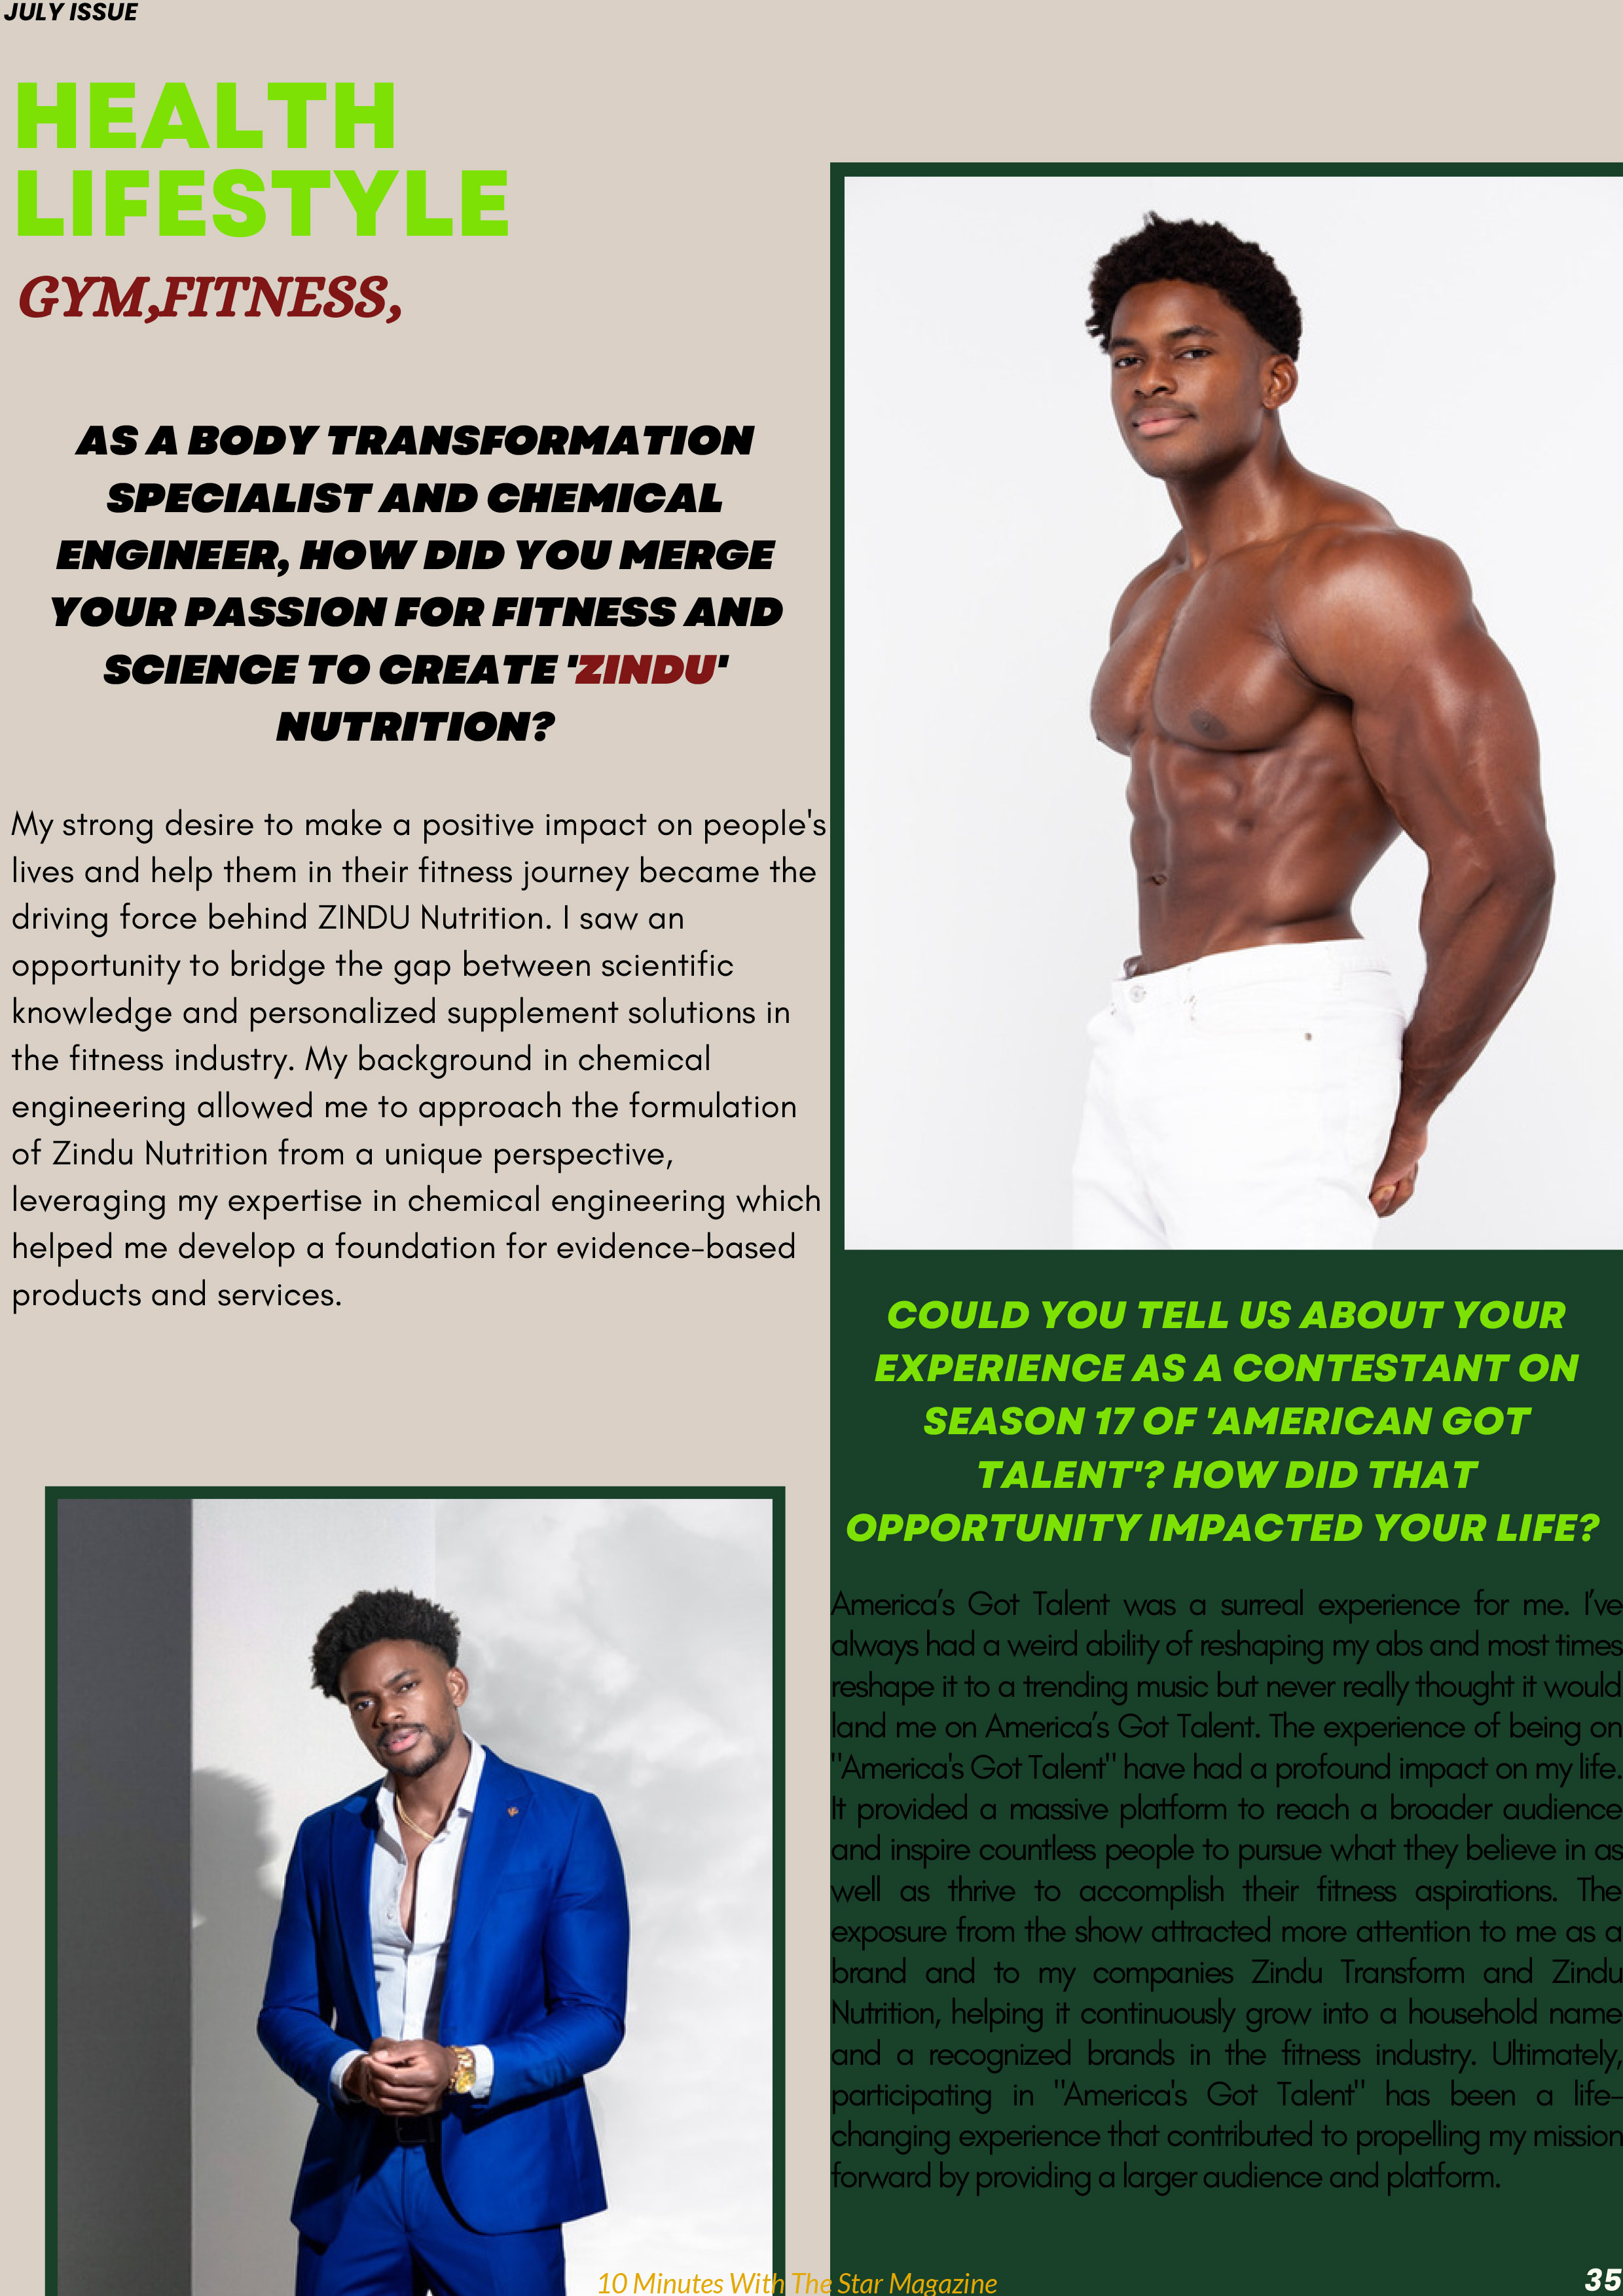 JULY ISSUE
HEALTH
LIFESTYLE
GYM,FITNESS,
AS A BODY TRANSFORMATION
SPECIALIST AND CHEMICAL
ENGINEER, HOW DID YOU MERGE
YOUR PASSION FOR FITNESS AND
SCIENCE TO CREATE 'ZINDU'
NUTRITION?
My strong desire to make a positive impact on people's
lives and help them in their fitness journey became the
driving force behind ZINDU Nutrition. I saw an
opportunity to bridge the gap between scientific
knowledge and personalized supplement solutions in
the fitness industry. My background in chemical
engineering allowed me to approach the formulation
of Zindu Nutrition from a unique perspective,
leveraging my expertise in chemical engineering which
helped me develop a foundation for evidence-based
products and services.
COULD YOU TELL US ABOUT YOUR
EXPERIENCE AS A CONTESTANT ON
SEASON 17 OF 'AMERICAN GOT
TALENT'? HOW DID THAT
OPPORTUNITY IMPACTED YOUR LIFE?
America’s Got Talent was a surreal experience for me. I’ve
always had a weird ability of reshaping my abs and most times
reshape it to a trending music but never really thought it would
land me on America’s Got Talent. The experience of being on
"America's Got Talent" have had a profound impact on my life.
It provided a massive platform to reach a broader audience
and inspire countless people to pursue what they believe in as
well as thrive to accomplish their fitness aspirations. The
exposure from the show attracted more attention to me as a
brand and to my companies Zindu Transform and Zindu
Nutrition, helping it continuously grow into a household name
and a recognized brands in the fitness industry. Ultimately,
participating in "America's Got Talent" has been a life-
changing experience that contributed to propelling my mission
forward by providing a larger audience and platform.
10 Minutes With The Star Magazine
35